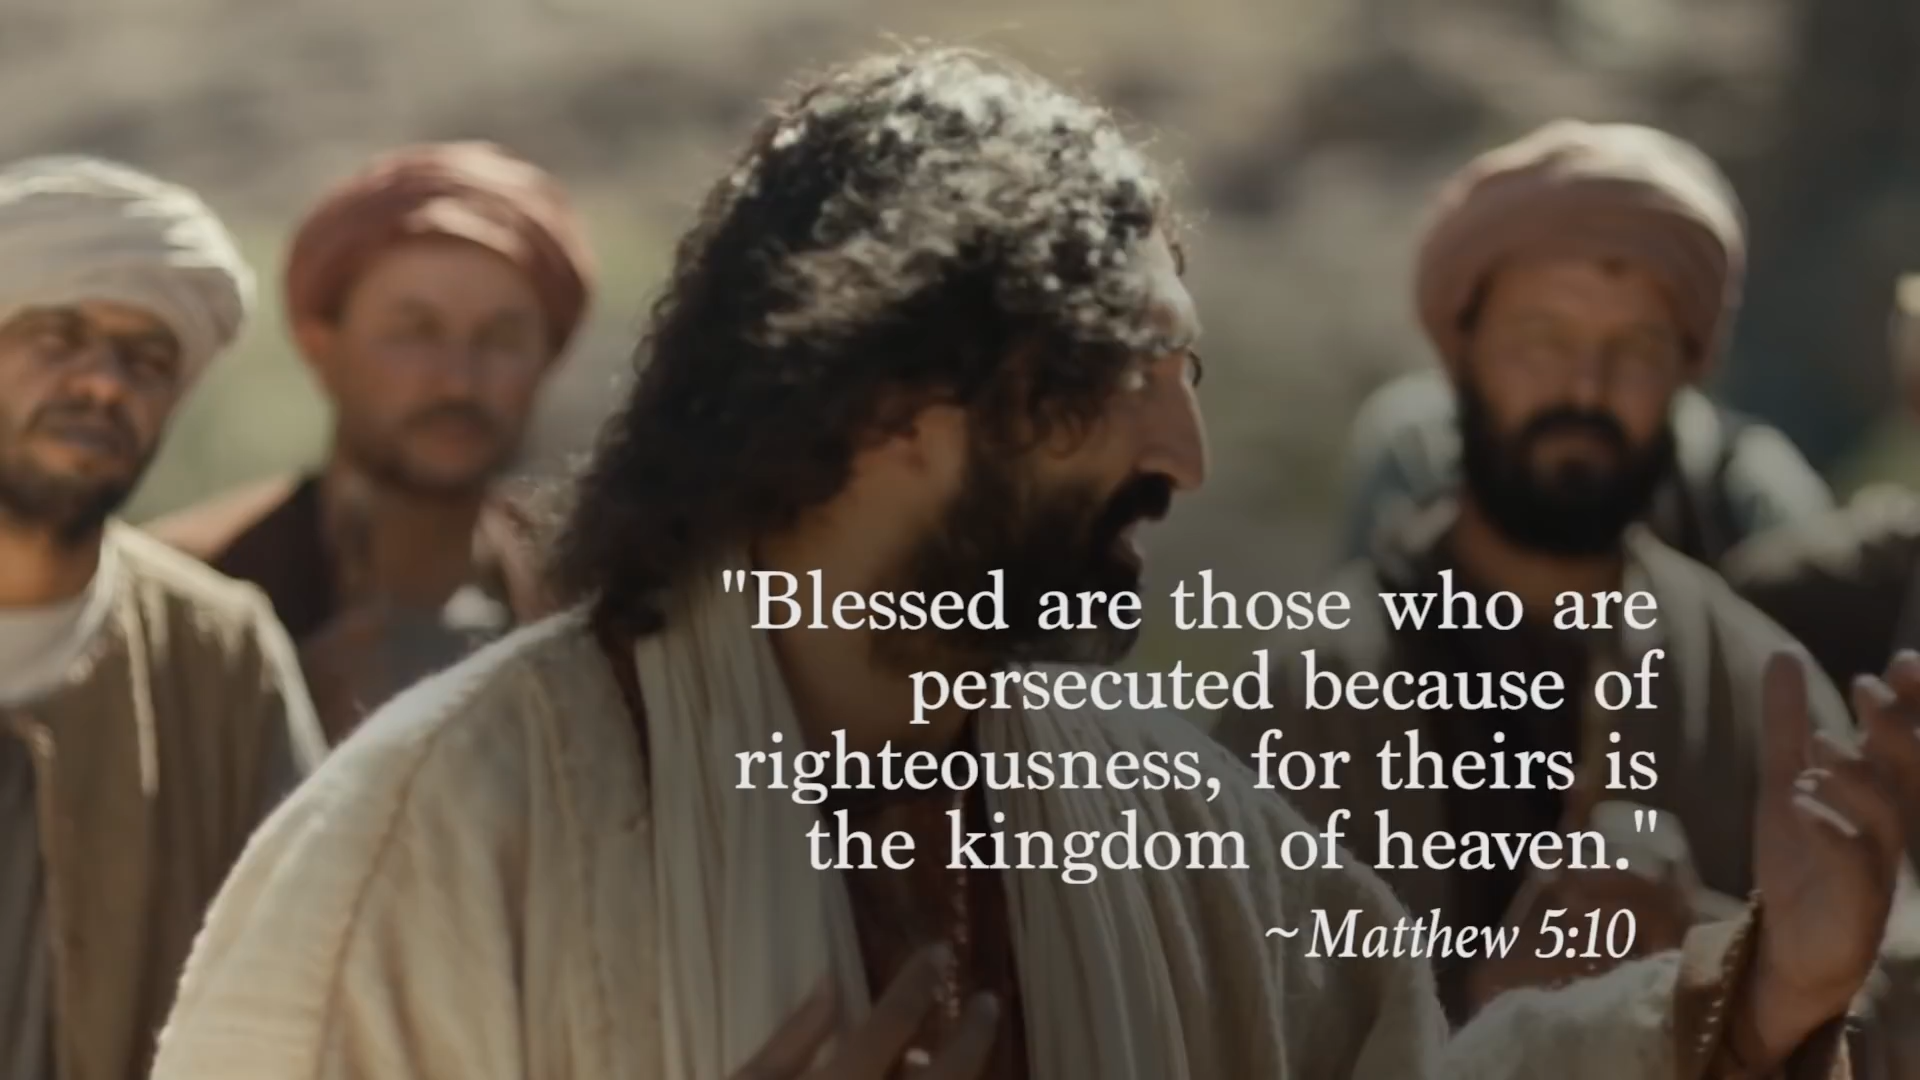 "Blessed are those who are
persecuted because of
righteousness, for theirs is
the kingdom of heaven."
~Matthew 5:10